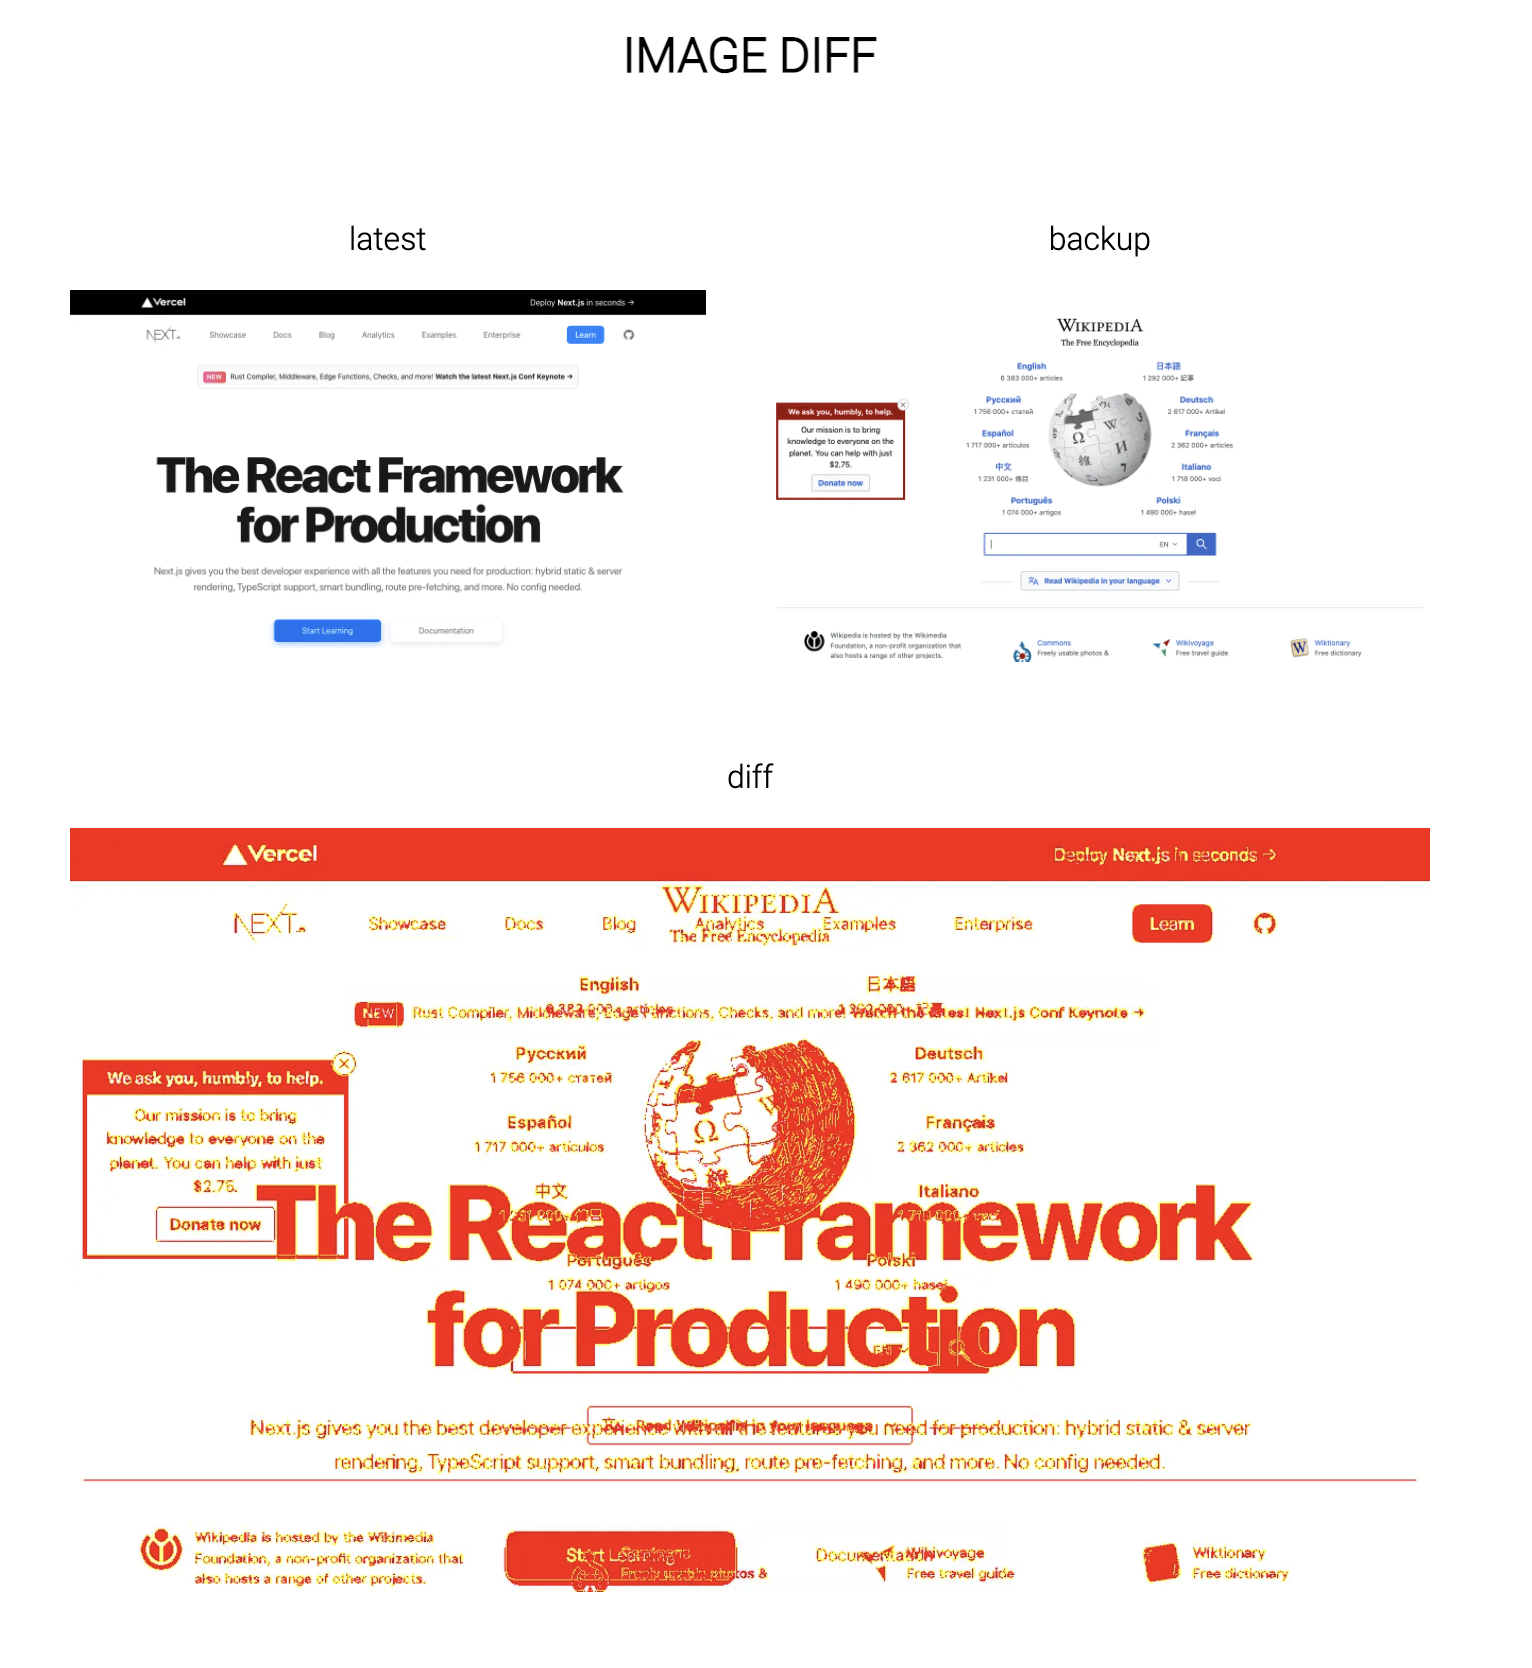 IMAGE DIFF
latest
Vercel
Deploy Next.js in seconds →
NEXT.JS
Showcase
Docs
Blog
Analytics
Examples
Enterprise
Learn
NEW
Rust Compiler, Middleware, Edge Functions, Checks, and more! Watch the latest Next.js Conf Keynote →
The React Framework
for Production
Next.js gives you the best developer experience with all the features you need for production: hybrid static & server
rendering, TypeScript support, smart bundling, route pre-fetching, and more. No config needed.
Start Learning
Documentation
backup
WIKIPEDIA
The Free Encyclopedia
English
6 383 000+ articles
日本語
1 292 000+ 記事
Русский
1 756 000+ статей
Deutsch
2 617 000+ Artikel
Español
1 717 000+ artículos
Français
2 362 000+ articles
中文
1 231 000+ 條目
Italiano
1 718 000+ voci
Português
1 074 000+ artigos
Polski
1 490 000+ haseł
We ask you, humbly, to help.
Our mission is to bring
knowledge to everyone on the
planet. You can help with just
$2.75.
Donate now
EN
Read Wikipedia in your language
Wikipedia is hosted by the Wikimedia
Foundation, a non-profit organization that
also hosts a range of other projects.
Commons
Freely usable photos &
Wikivoyage
Free travel guide
Wiktionary
Free dictionary
diff
Vercel
Deploy Next.js in seconds →
NEXT.JS
WIKIPEDIA
Showcase
Docs
Blog
Analytics
Examples
Enterprise
Learn
The Free Encyclopedia
English
日本語
6 383 000+ articles
1 292 000+ 記事
NEW
Rust Compiler, Middleware, Edge Functions, Checks, and more! Watch the latest Next.js Conf Keynote →
Русский
1 756 000+ статей
Deutsch
2 617 000+ Artikel
We ask you, humbly, to help.
Our mission is to bring
knowledge to everyone on the
planet. You can help with just
$2.75.
Donate now
Español
1 717 000+ artículos
Français
2 362 000+ articles
中文
Italiano
The React Framework
Português
1 074 000+ artigos
Polski
1 490 000+ haseł
for Production
EN
Read Wikipedia in your language
Next.js gives you the best developer experience with all the features you need for production: hybrid static & server
rendering, TypeScript support, smart bundling, route pre-fetching, and more. No config needed.
Wikipedia is hosted by the Wikimedia
Foundation, a non-profit organization that
also hosts a range of other projects.
Start Learning
Freely usable photos &
Documentation
Wikivoyage
Free travel guide
Wiktionary
Free dictionary